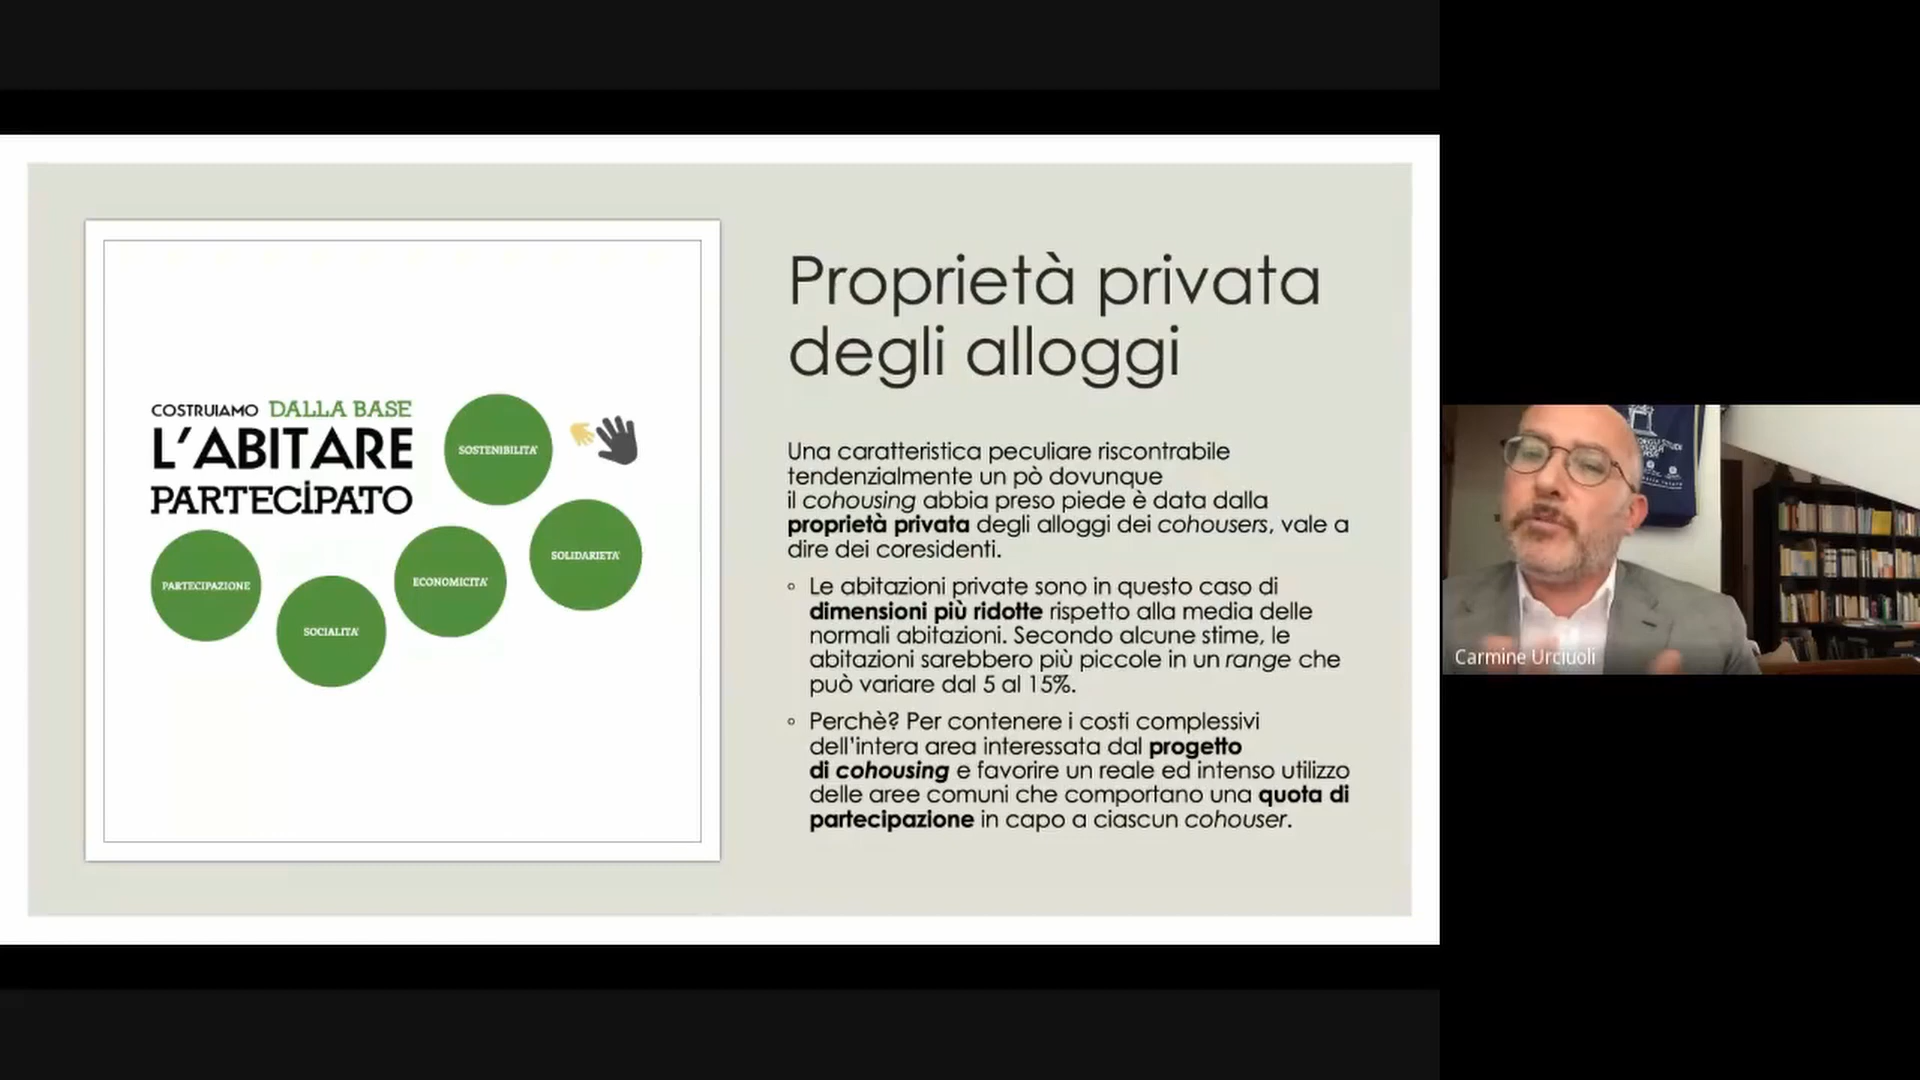 COSTRUIAMO DALLA BASE
L'ABITARE
PARTECiPATO
SOSTENIBILITA'
SOLIDARIETA'
ECONOMICITA'
PARTECIPAZIONE
SOCIALITA'
Proprietà privata
degli alloggi
Una caratteristica peculiare riscontrabile
tendenzialmente un pò dovunque
il cohousing abbia preso piede è data dalla
proprietà privata degli alloggi dei cohousers, vale a
dire dei coresidenti.
◦ Le abitazioni private sono in questo caso di
dimensioni più ridotte rispetto alla media delle
normali abitazioni. Secondo alcune stime, le
abitazioni sarebbero più piccole in un range che
può variare dal 5 al 15%.
◦ Perchè? Per contenere i costi complessivi
dell'intera area interessata dal progetto
di cohousing e favorire un reale ed intenso utilizzo
delle aree comuni che comportano una quota di
partecipazione in capo a ciascun cohouser.
Carmine Urciuoli